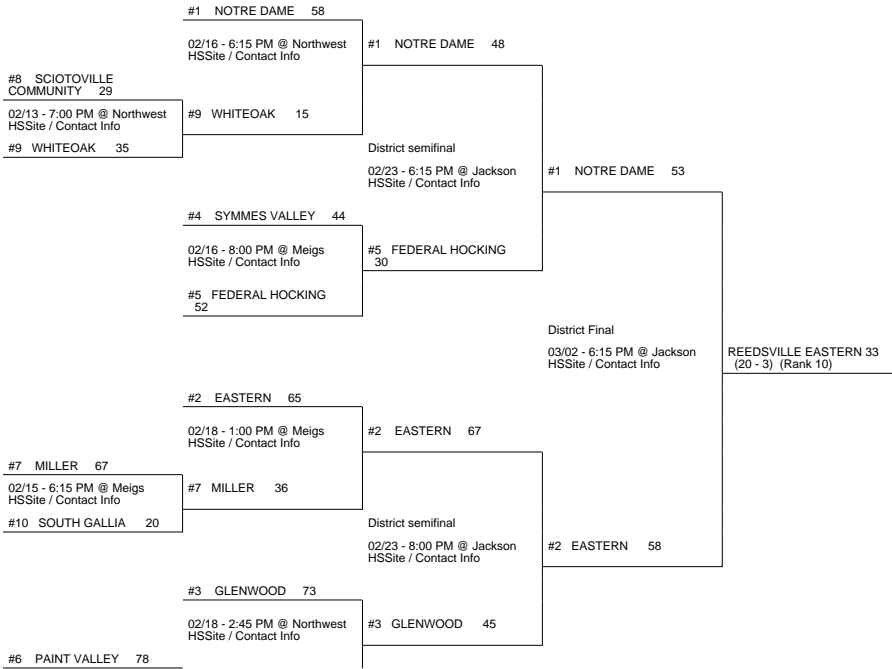 #1 NOTRE DAME 58
02/16 - 6:15 PM @ Northwest
HSSite / Contact Info
#1 NOTRE DAME 48
#8 SCIOTOVILLE
COMMUNITY 29
02/13 - 7:00 PM @ Northwest
HSSite / Contact Info
#9 WHITEOAK 15
#9 WHITEOAK 35
District semifinal
02/23 - 6:15 PM @ Jackson
HSSite / Contact Info
#1 NOTRE DAME 53
#4 SYMMES VALLEY 44
02/16 - 8:00 PM @ Meigs
HSSite / Contact Info
#5 FEDERAL HOCKING
30
#5 FEDERAL HOCKING
52
District Final
03/02 - 6:15 PM @ Jackson
HSSite / Contact Info
REEDSVILLE EASTERN 33
(20 - 3) (Rank 10)
#2 EASTERN 65
02/18 - 1:00 PM @ Meigs
HSSite / Contact Info
#2 EASTERN 67
#7 MILLER 67
02/15 - 6:15 PM @ Meigs
HSSite / Contact Info
#7 MILLER 36
#10 SOUTH GALLIA 20
District semifinal
02/23 - 8:00 PM @ Jackson
HSSite / Contact Info
#2 EASTERN 58
#3 GLENWOOD 73
02/18 - 2:45 PM @ Northwest
HSSite / Contact Info
#3 GLENWOOD 45
#6 PAINT VALLEY 78